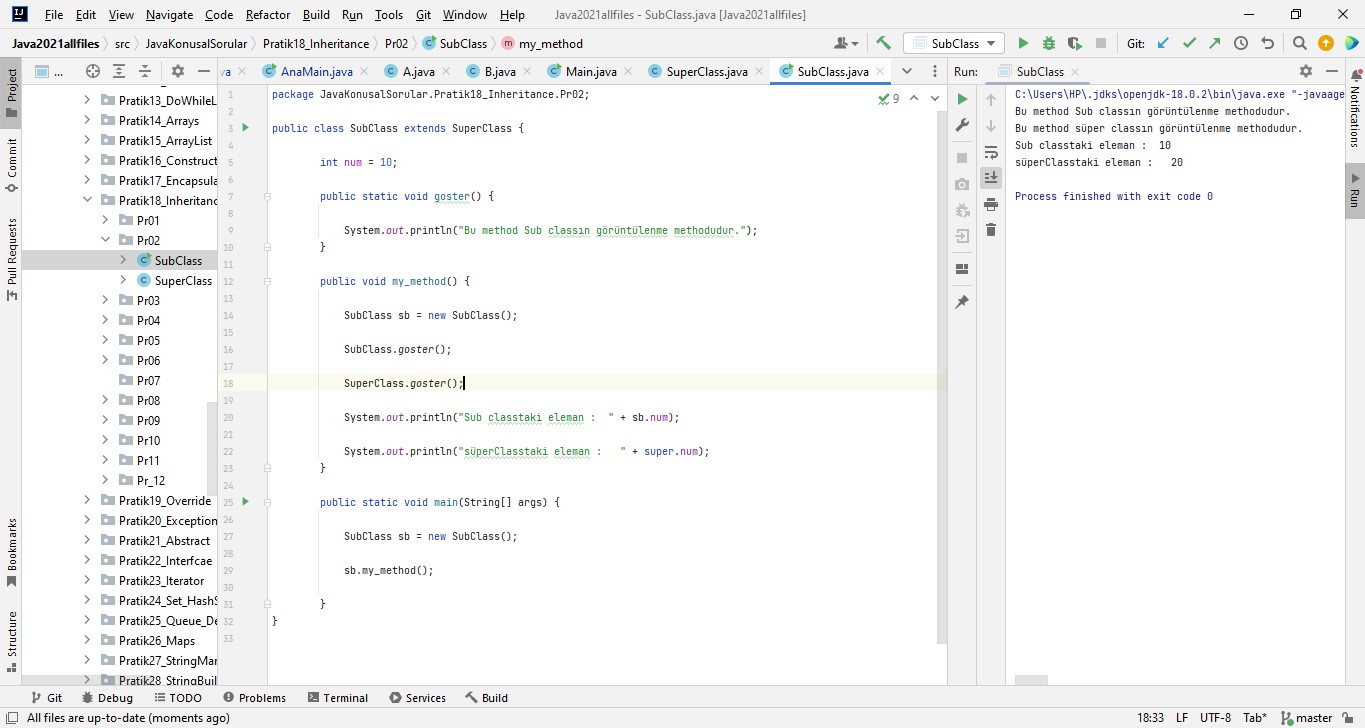 File Edit View Navigate Code Refactor Build Run Tools Git Window Help Java2021allfiles - SubClass.java [Java2021allfiles]
Java2021allfiles src JavaKonusalSorular Pratik18_Inheritance Pr02 SubClass my_method SubClass Git:
Project
Commit
Pull Requests
Bookmarks
Structure
...
Pratik13_DoWhileL
Pratik14_Arrays
Pratik15_ArrayList
Pratik16_Construct
Pratik17_Encapsula
Pratik18_Inheritanc
Pr01
Pr02
SubClass
SuperClass
Pr03
Pr04
Pr05
Pr06
Pr07
Pr08
Pr09
Pr10
Pr11
Pr_12
Pratik19_Override
Pratik20_Exception
Pratik21_Abstract
Pratik22_Interfcae
Pratik23_Iterator
Pratik24_Set_HashS
Pratik25_Queue_De
Pratik26_Maps
Pratik27_StringMar
Pratik28_StringBuil
va AnaMain.java A.java B.java Main.java SuperClass.java SubClass.java
9
1 package JavaKonusalSorular.Pratik18_Inheritance.Pr02;
2
3 public class SubClass extends SuperClass {
4
5 int num = 10;
6
7 public static void goster() {
8
9 System.out.println("Bu method Sub classın görüntülenme methodudur.");
10 }
11
12 public void my_method() {
13
14 SubClass sb = new SubClass();
15
16 SubClass.goster();
17
18 SuperClass.goster();
19
20 System.out.println("Sub classtaki eleman :  " + sb.num);
21
22 System.out.println("süperClasstaki eleman :   " + super.num);
23 }
24
25 public static void main(String[] args) {
26
27 SubClass sb = new SubClass();
28
29 sb.my_method();
30
31 }
32 }
33
Run: SubClass
C:\Users\HP\.jdks\openjdk-18.0.2\bin\java.exe "-javaage
Bu method Sub classın görüntülenme methodudur.
Bu method süper classın görüntülenme methodudur.
Sub classtaki eleman :  10
süperClasstaki eleman :   20
Process finished with exit code 0
Notifications
Run
Git Debug TODO Problems Terminal Services Build
All files are up-to-date (moments ago) 18:33 LF UTF-8 Tab* master